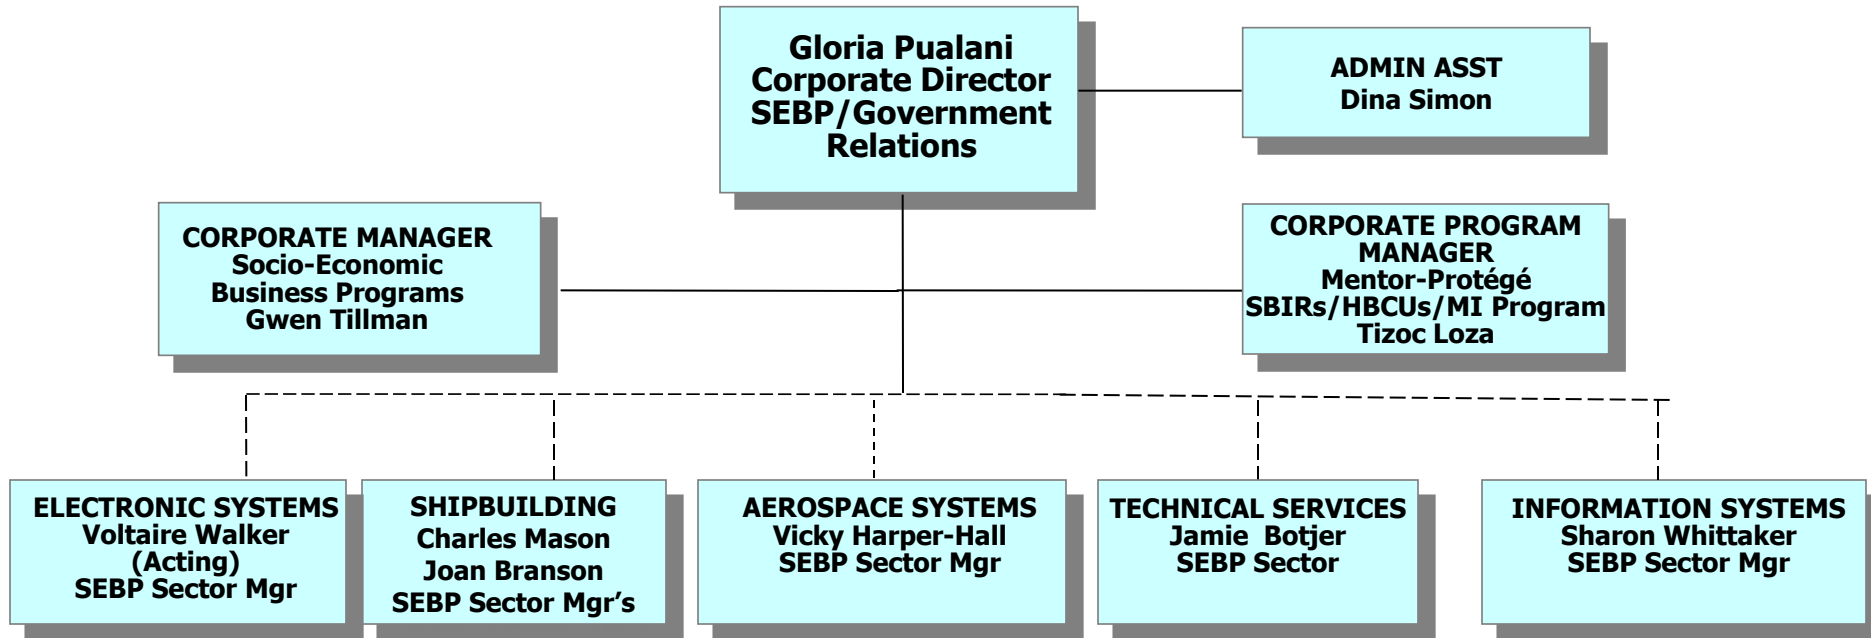 Gloria Pualani
Corporate Director
SEBP/Government
Relations
ADMIN ASST
Dina Simon
CORPORATE MANAGER
Socio-Economic
Business Programs
Gwen Tillman
CORPORATE PROGRAM
MANAGER
Mentor-Protégé
SBIRs/HBCUs/MI Program
Tizoc Loza
ELECTRONIC SYSTEMS
Voltaire Walker
(Acting)
SEBP Sector Mgr
SHIPBUILDING
Charles Mason
Joan Branson
SEBP Sector Mgr’s
AEROSPACE SYSTEMS
Vicky Harper-Hall
SEBP Sector Mgr
TECHNICAL SERVICES
Jamie Botjer
SEBP Sector
INFORMATION SYSTEMS
Sharon Whittaker
SEBP Sector Mgr